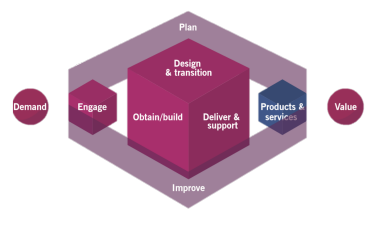 Plan
Design
& transition
Demand
Engage
Obtain/build
Deliver &
support
Products &
services
Value
Improve